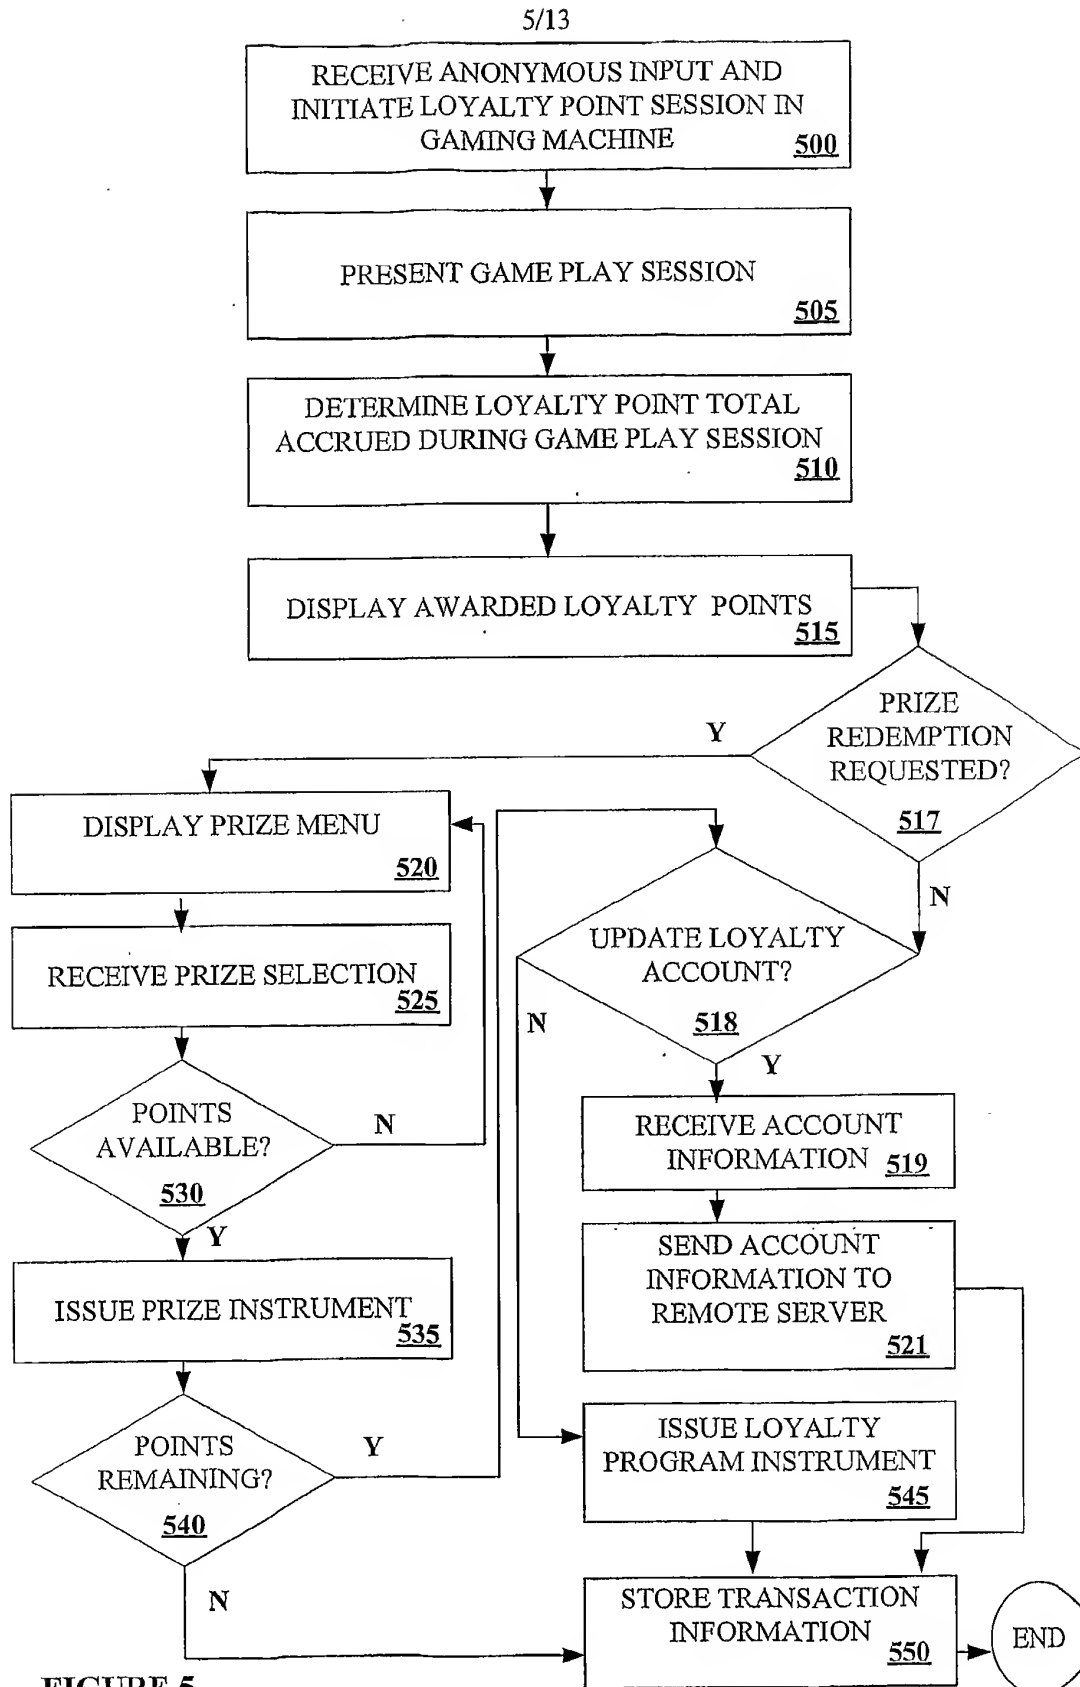 5/13
RECEIVE ANONYMOUS INPUT AND
INITIATE LOYALTY POINT SESSION IN
GAMING MACHINE
500
PRESENT GAME PLAY SESSION
505
DETERMINE LOYALTY POINT TOTAL
ACCRUED DURING GAME PLAY SESSION
510
DISPLAY AWARDED LOYALTY POINTS
515
PRIZE
REDEMPTION
REQUESTED?
517
Y
N
DISPLAY PRIZE MENU
520
RECEIVE PRIZE SELECTION
525
POINTS
AVAILABLE?
530
N
Y
ISSUE PRIZE INSTRUMENT
535
POINTS
REMAINING?
540
Y
N
UPDATE LOYALTY
ACCOUNT?
518
N
Y
RECEIVE ACCOUNT
INFORMATION
519
SEND ACCOUNT
INFORMATION TO
REMOTE SERVER
521
ISSUE LOYALTY
PROGRAM INSTRUMENT
545
STORE TRANSACTION
INFORMATION
550
END
FIGURE 5